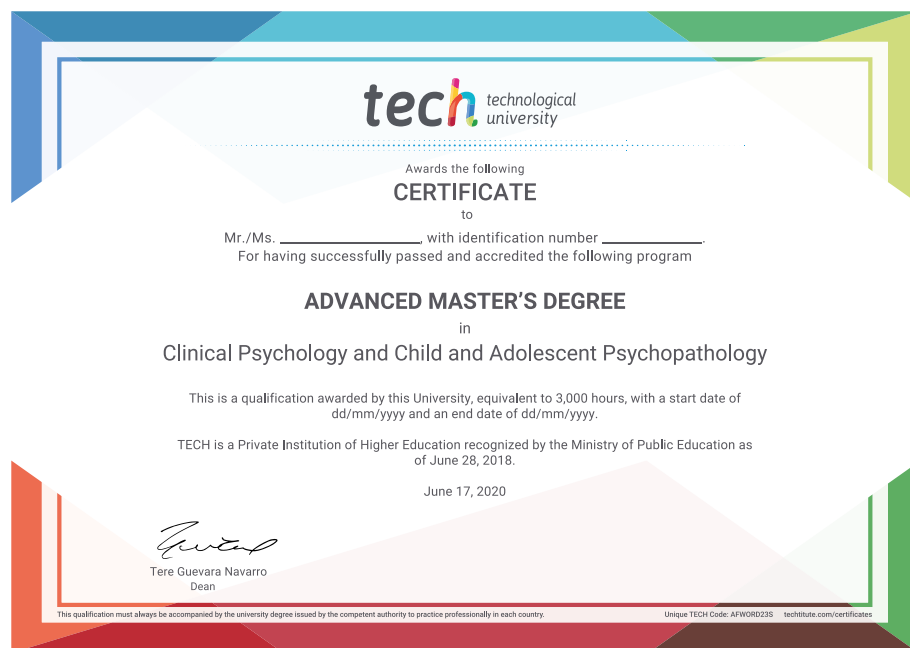 tech technological
university
Awards the following
CERTIFICATE
to
Mr./Ms. ____________________, with identification number ______________.
For having successfully passed and accredited the following program
ADVANCED MASTER'S DEGREE
in
Clinical Psychology and Child and Adolescent Psychopathology
This is a qualification awarded by this University, equivalent to 3,000 hours, with a start date of
dd/mm/yyyy and an end date of dd/mm/yyyy.
TECH is a Private Institution of Higher Education recognized by the Ministry of Public Education as
of June 28, 2018.
June 17, 2020
Tere Guevara Navarro
Dean
This qualification must always be accompanied by the university degree issued by the competent authority to practice professionally in each country. Unique TECH Code: AFWORD23S techtitute.com/certificates